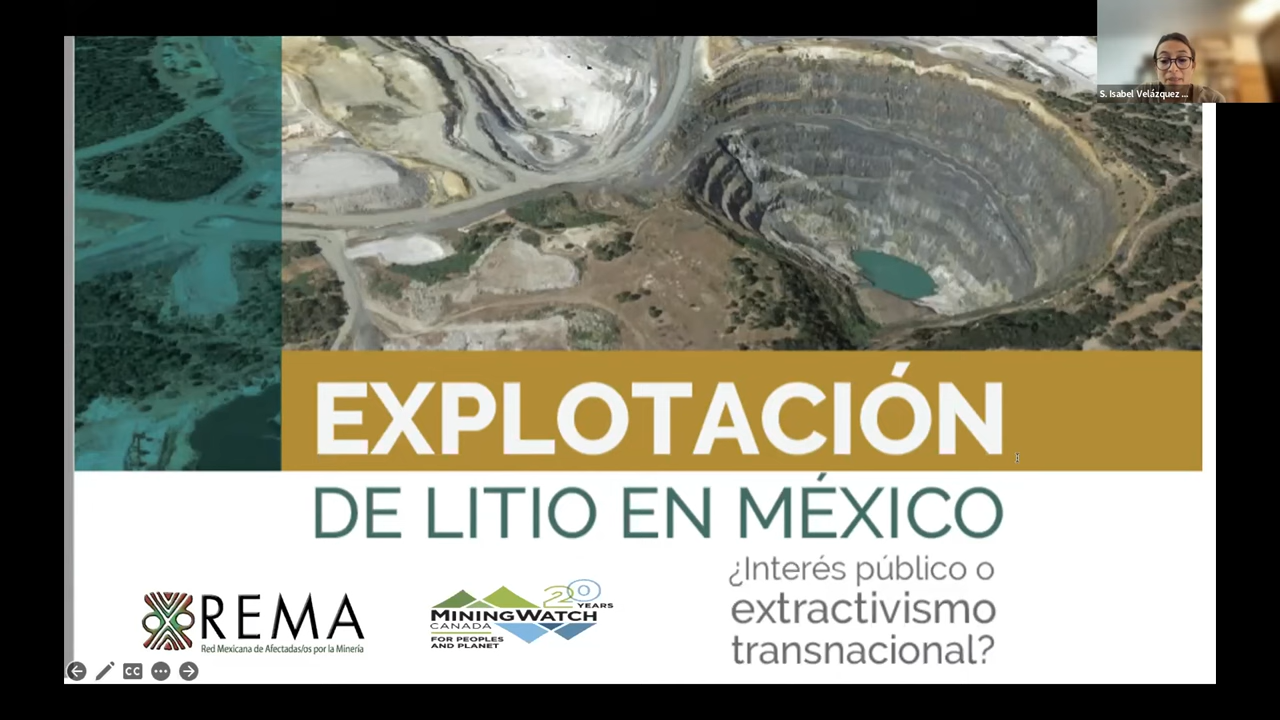 S. Isabel Velázquez ...
EXPLOTACIÓN
DE LITIO EN MÉXICO
¿Interés público o
extractivismo
transnacional?
REMA
Red Mexicana de Afectadas/os por la Minería
20
YEARS
MININGWATCH
CANADA
FOR PEOPLES
AND PLANET
CC